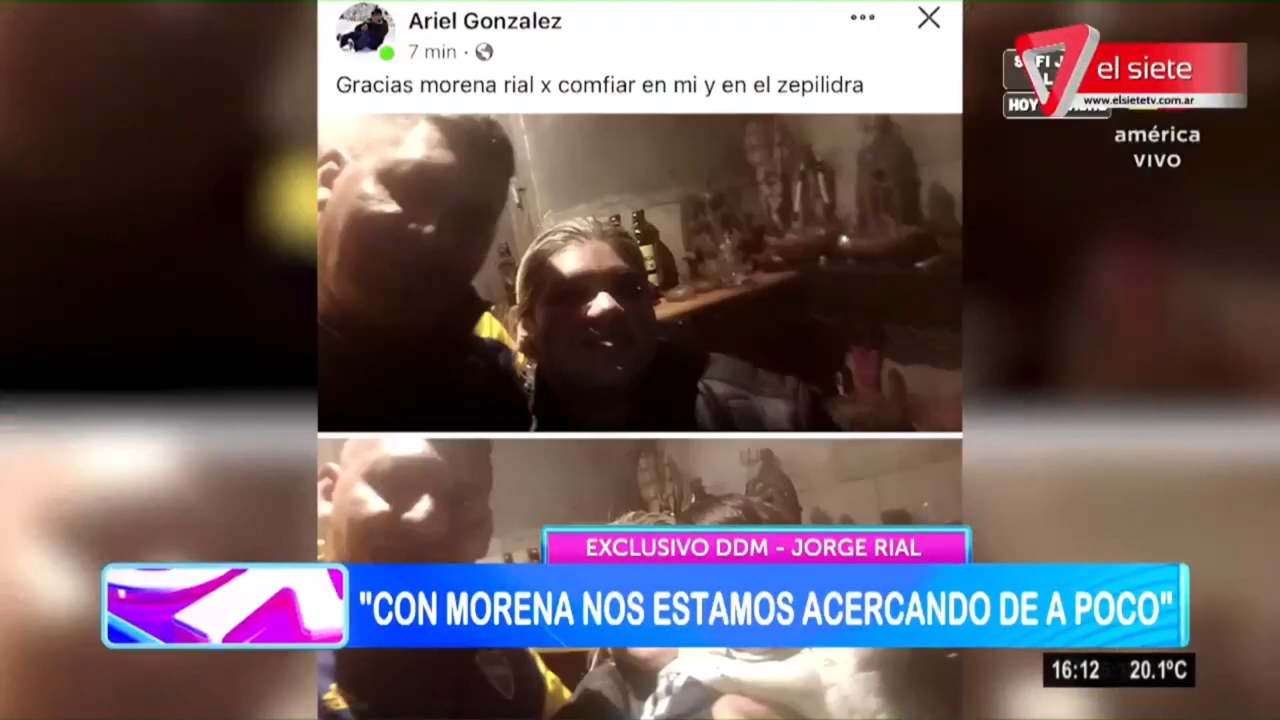 Ariel Gonzalez
7 min ·
Gracias morena rial x comfiar en mi y en el zepilidra
el siete
www.elsietetv.com.ar
HOY
américa
VIVO
EXCLUSIVO DDM - JORGE RIAL
"CON MORENA NOS ESTAMOS ACERCANDO DE A POCO"
16:12 20.1°C